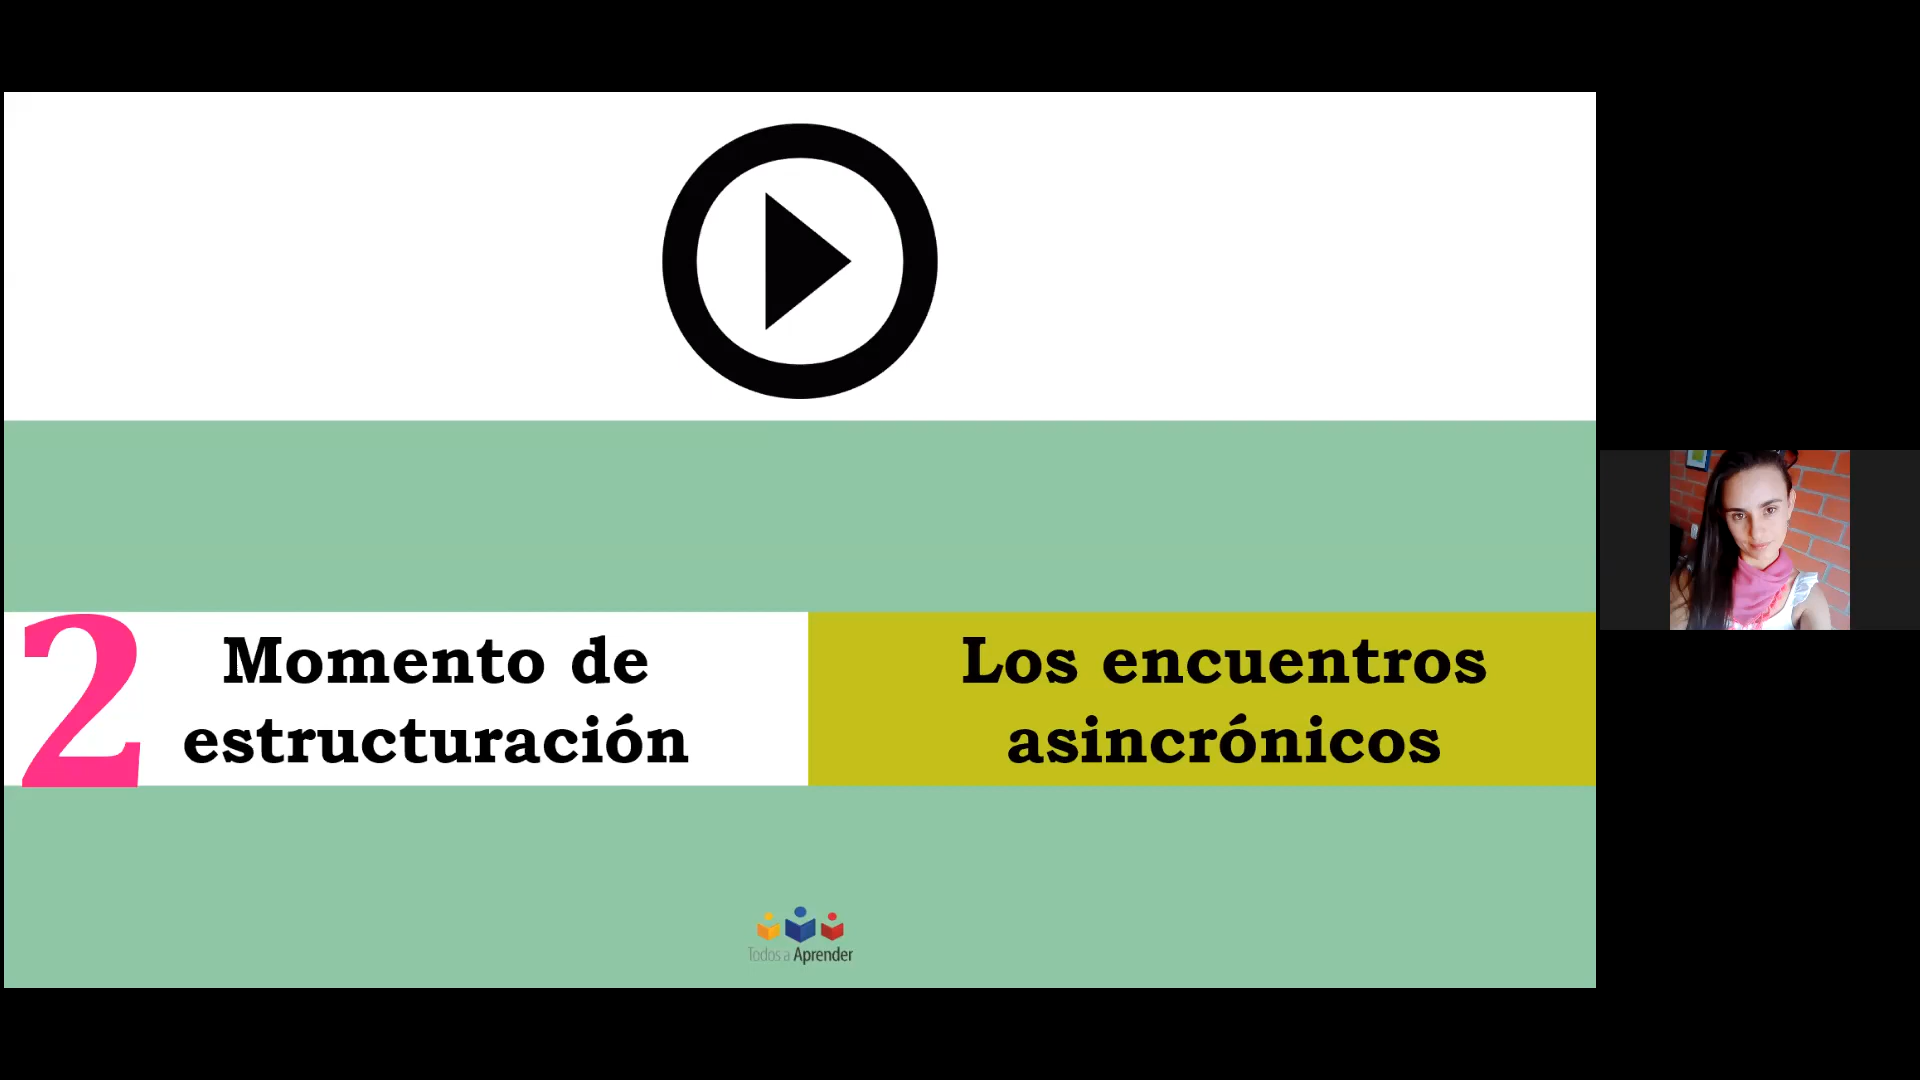 2
Momento de
estructuración
Los encuentros
asincrónicos
Todos a Aprender